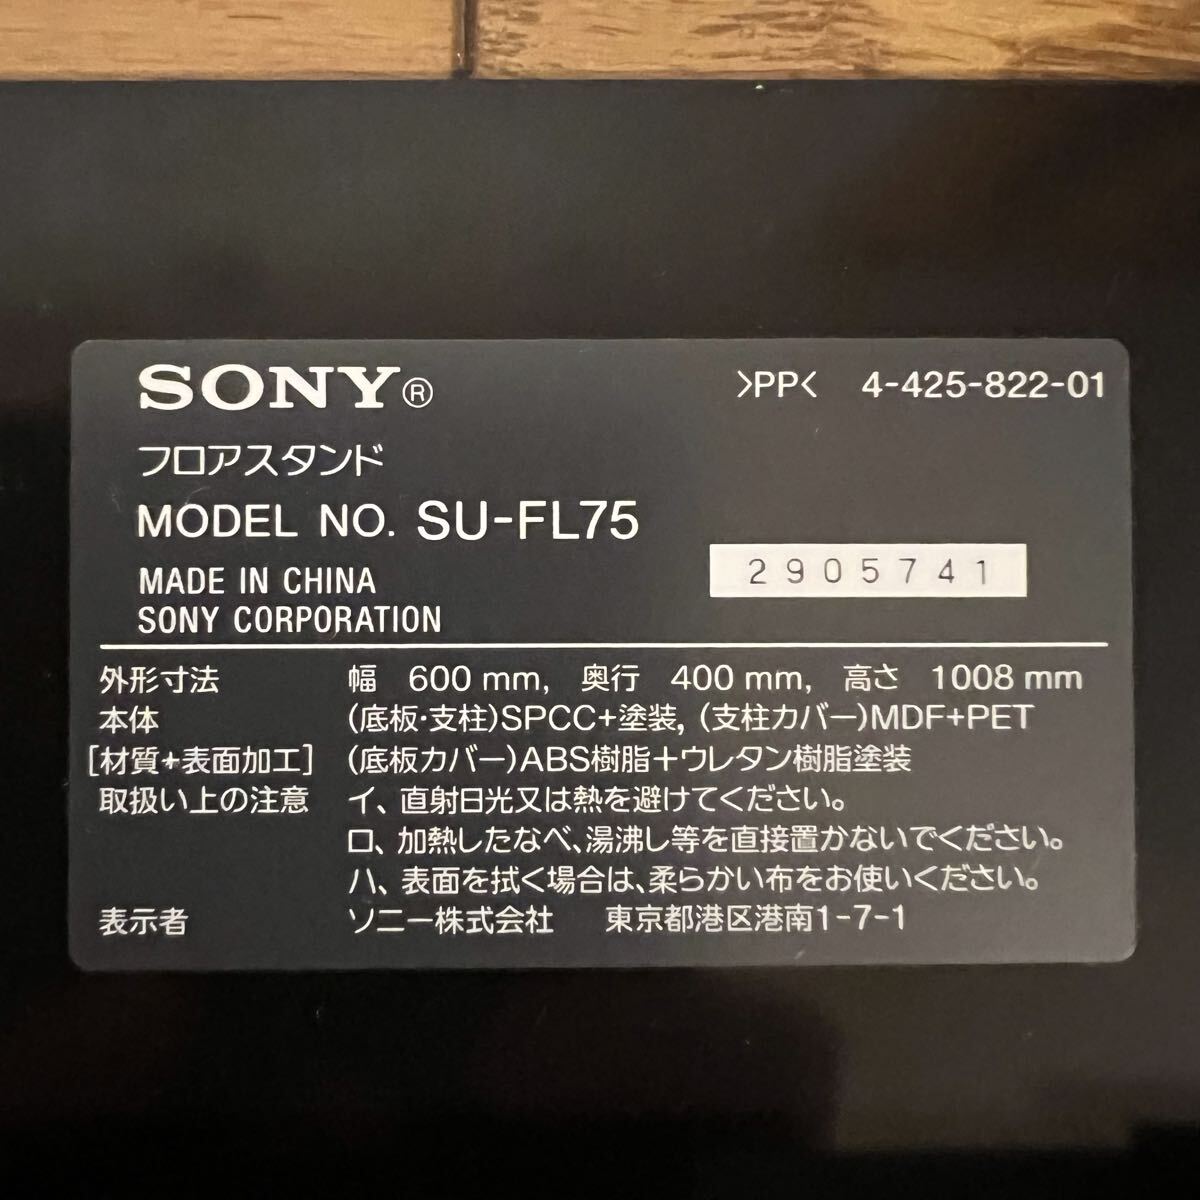 SONY®
>PP< 4-425-822-01
フロアスタンド
MODEL NO. SU-FL75
2905741
MADE IN CHINA
SONY CORPORATION
外形寸法 幅 600 mm, 奥行 400 mm, 高さ 1008 mm
本体 (底板・支柱)SPCC+塗装, (支柱カバー)MDF+PET
[材質+表面加工] (底板カバー)ABS樹脂+ウレタン樹脂塗装
取扱い上の注意 イ、直射日光又は熱を避けてください。
ロ、加熱したなべ、湯沸し等を直接置かないでください。
ハ、表面を拭く場合は、柔らかい布をお使いください。
表示者 ソニー株式会社 東京都港区港南1-7-1